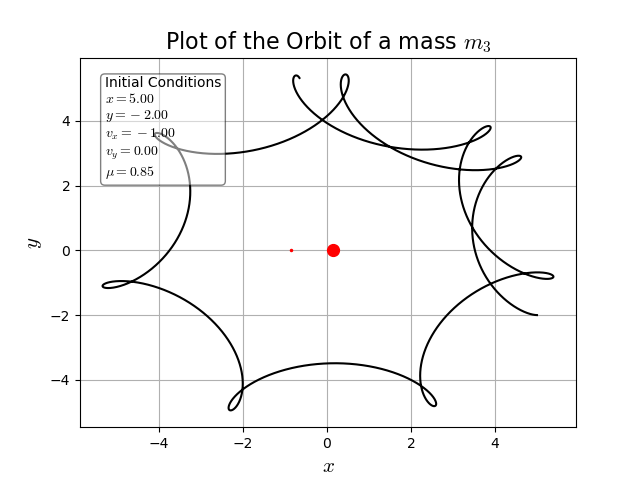 Plot of the Orbit of a mass m₃
Initial Conditions
x = 5.00
y = −2.00
vₓ = −1.00
v_y = 0.00
μ = 0.85
4
2
0
−2
−4
y
−4
−2
0
2
4
x